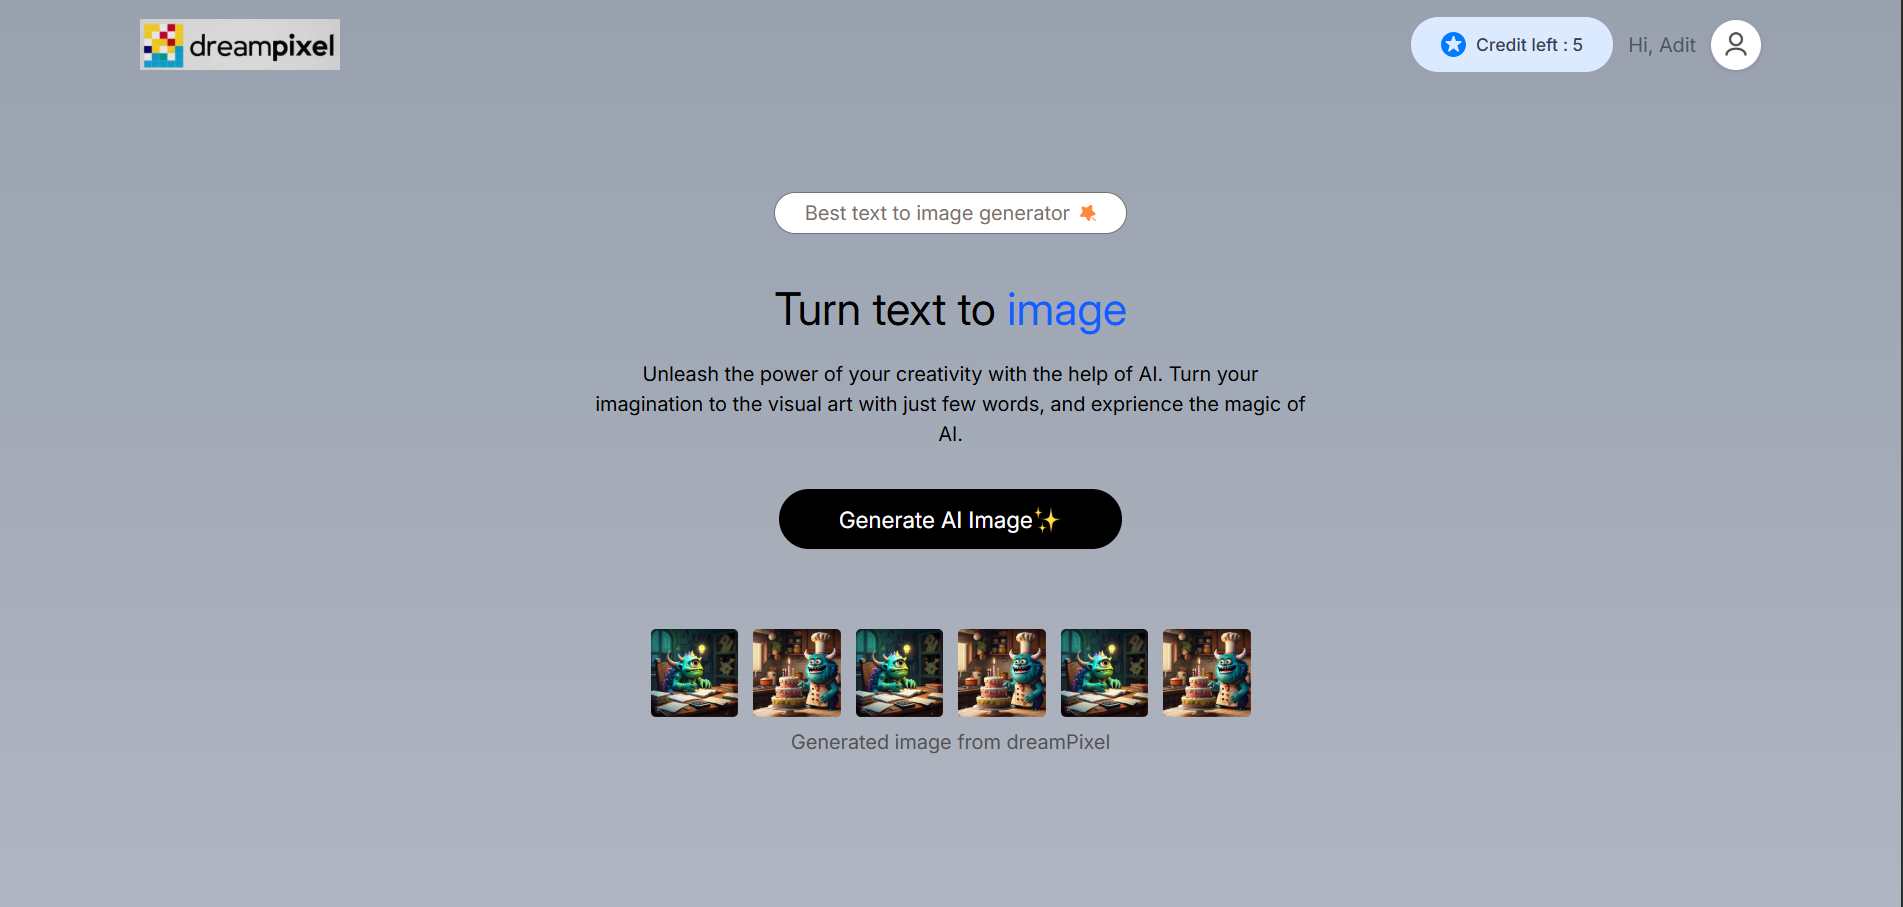 dreampixel
Credit left : 5
Hi, Adit
Best text to image generator
Turn text to image
Unleash the power of your creativity with the help of AI. Turn your
imagination to the visual art with just few words, and exprience the magic of
AI.
Generate AI Image✨
Generated image from dreamPixel